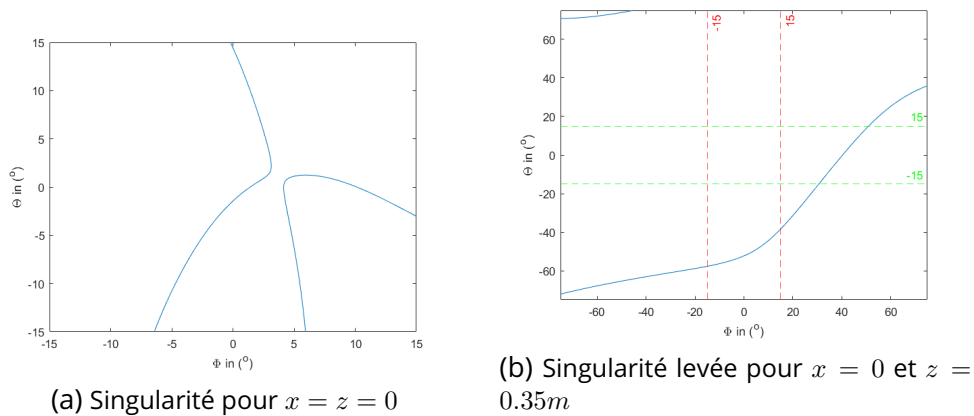 15
10
5
0
-5
-10
-15
-15 -10 -5 0 5 10 15
Θ in (°)
Φ in (°)
(a) Singularité pour x = z = 0
-15
15
60
40
20
0
-20
-40
-60
15
-15
-60 -40 -20 0 20 40 60
Θ in (°)
Φ in (°)
(b) Singularité levée pour x = 0 et z =
0.35m